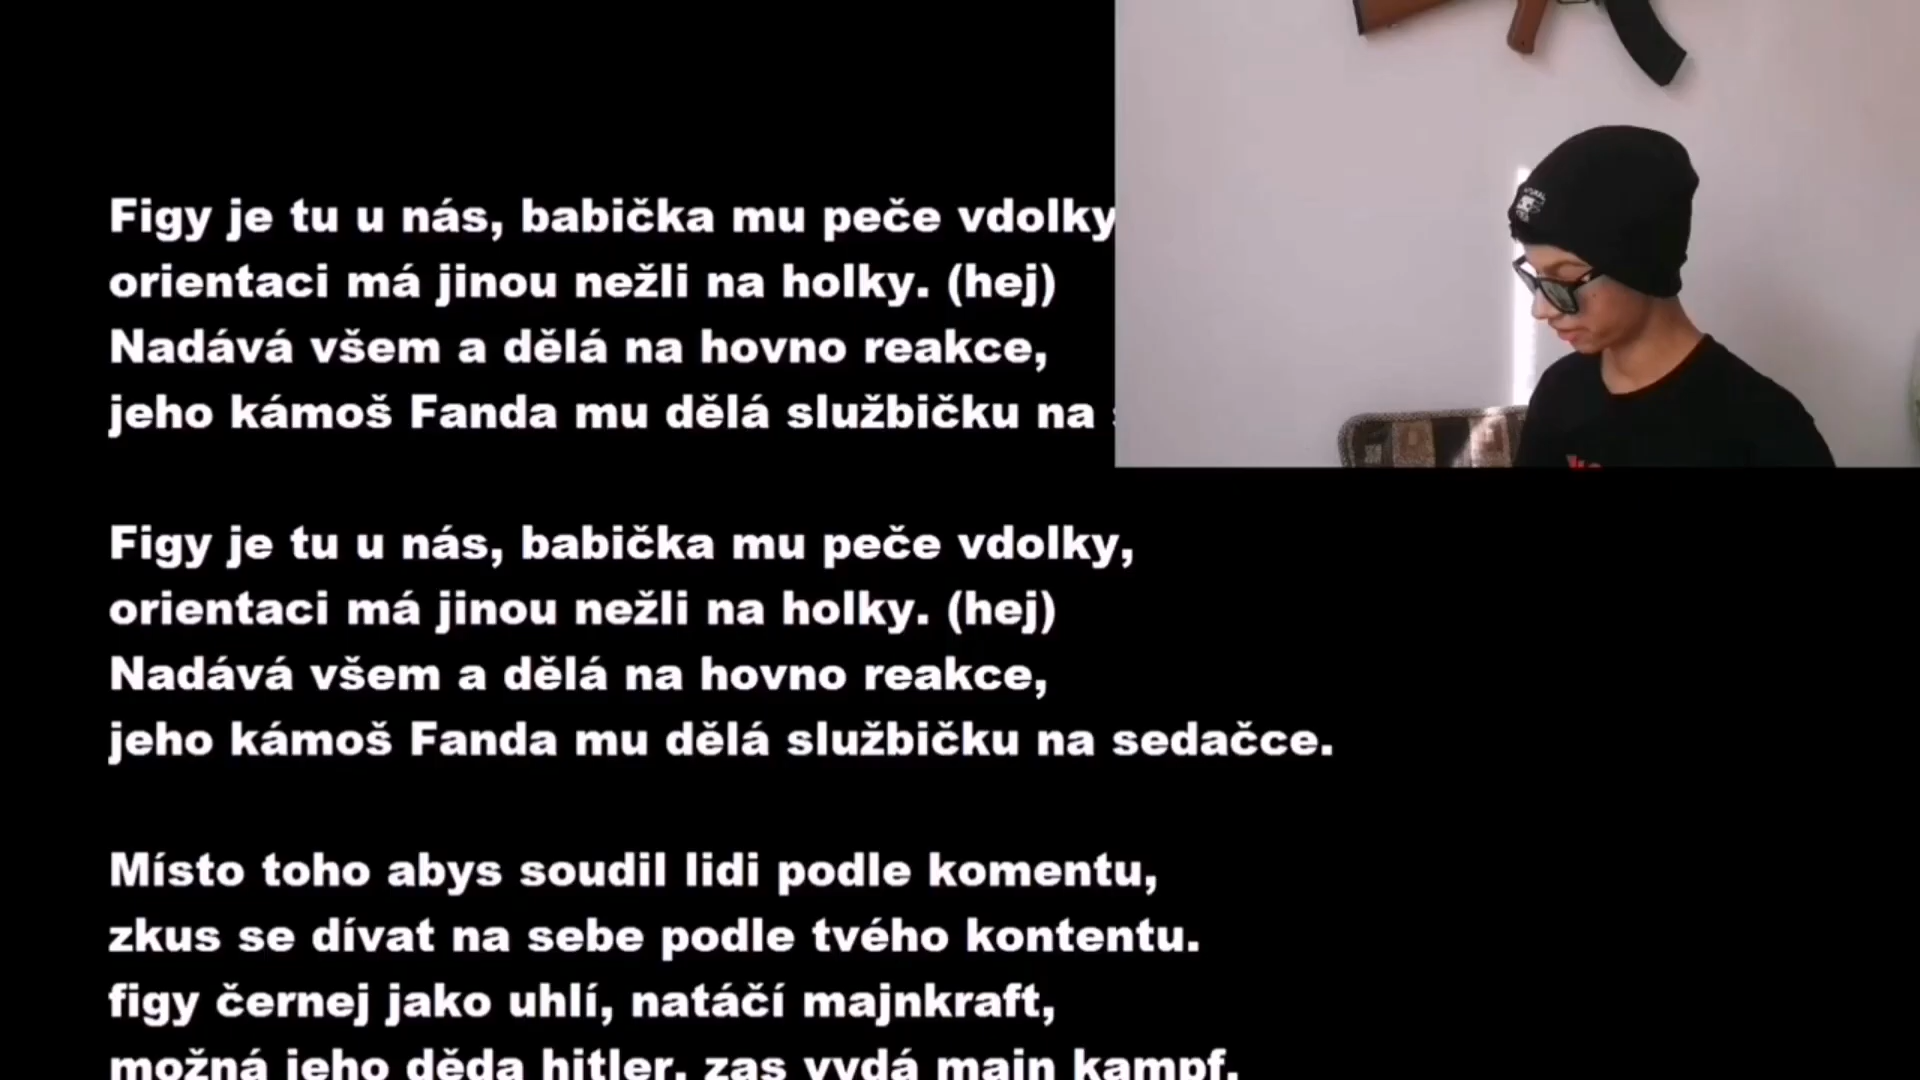 Figy je tu u nás, babička mu peče vdolky
orientaci má jinou nežli na holky. (hej)
Nadává všem a dělá na hovno reakce,
jeho kámoš Fanda mu dělá službičku na
Figy je tu u nás, babička mu peče vdolky,
orientaci má jinou nežli na holky. (hej)
Nadává všem a dělá na hovno reakce,
jeho kámoš Fanda mu dělá službičku na sedačce.
Místo toho abys soudil lidi podle komentu,
zkus se dívat na sebe podle tvého kontentu.
figy černej jako uhlí, natáčí majnkraft,
možná jeho děda hitler, zas vydá main kampf.